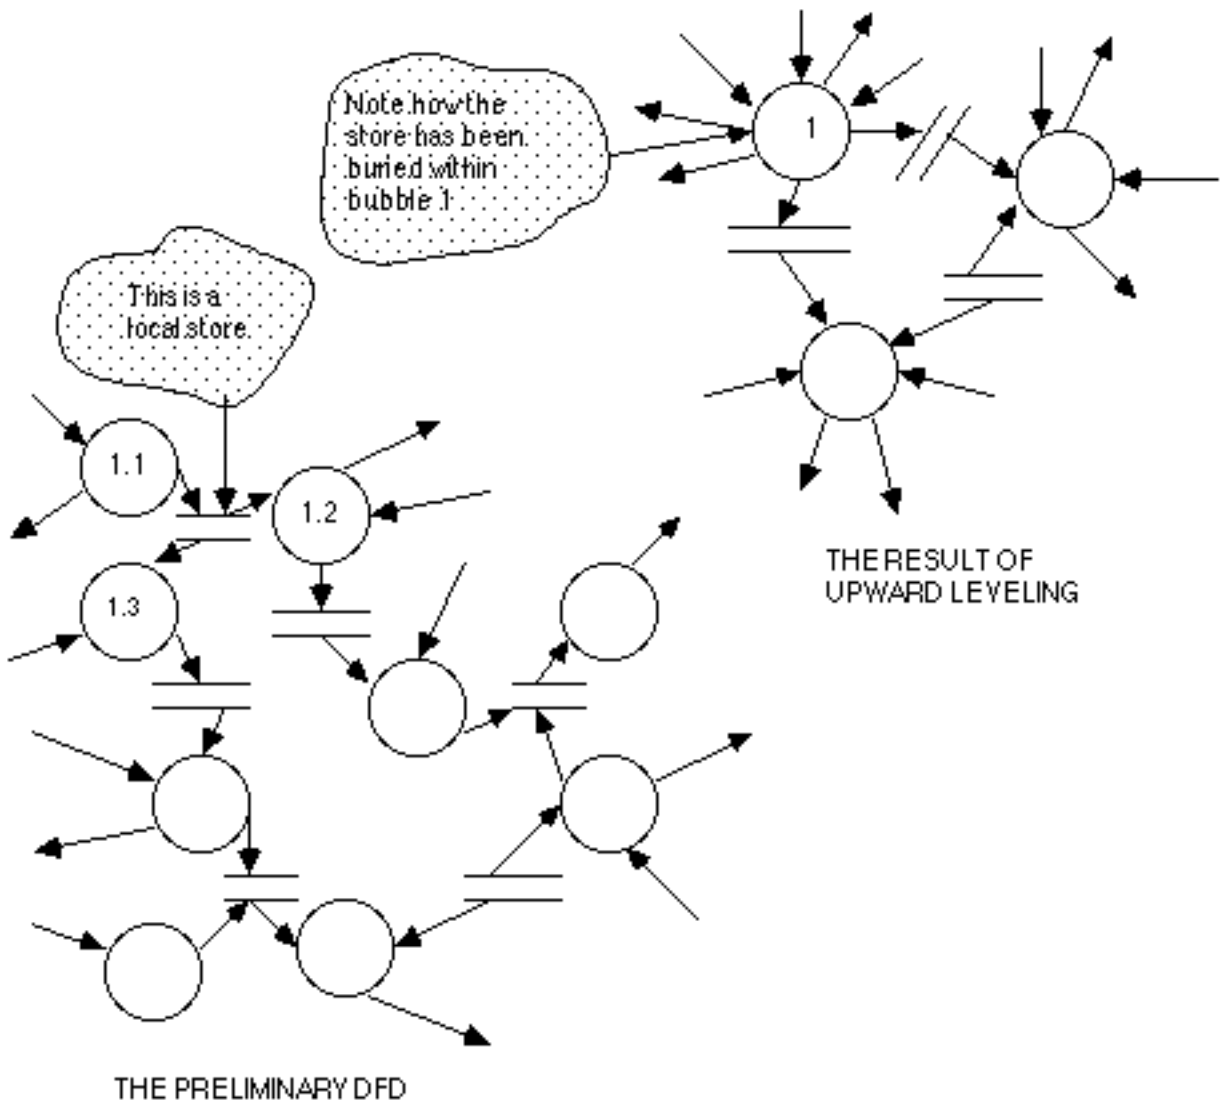 Note how the
store has been
buried within
bubble 1
1
This is a
local store.
1.1
1.2
1.3
THE RESULT OF
UPWARD LEVELING
THE PRELIMINARY DFD